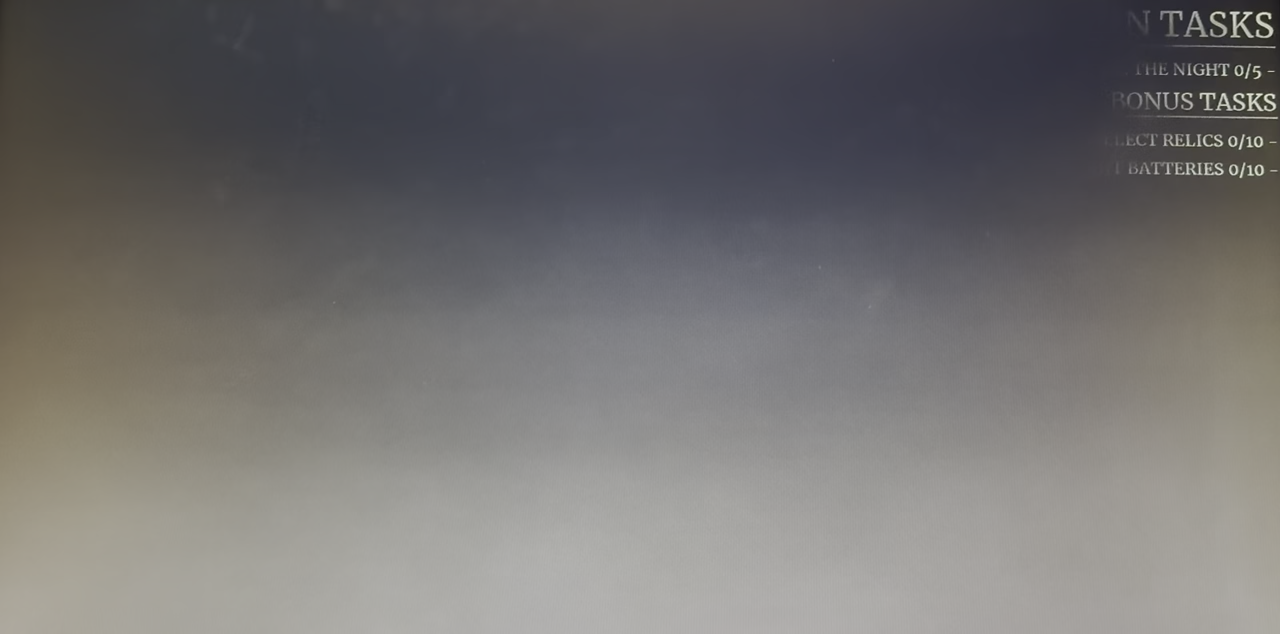 TASKS
THE NIGHT 0/5 -
BONUS TASKS
RELICS 0/10 -
BATTERIES 0/10 -